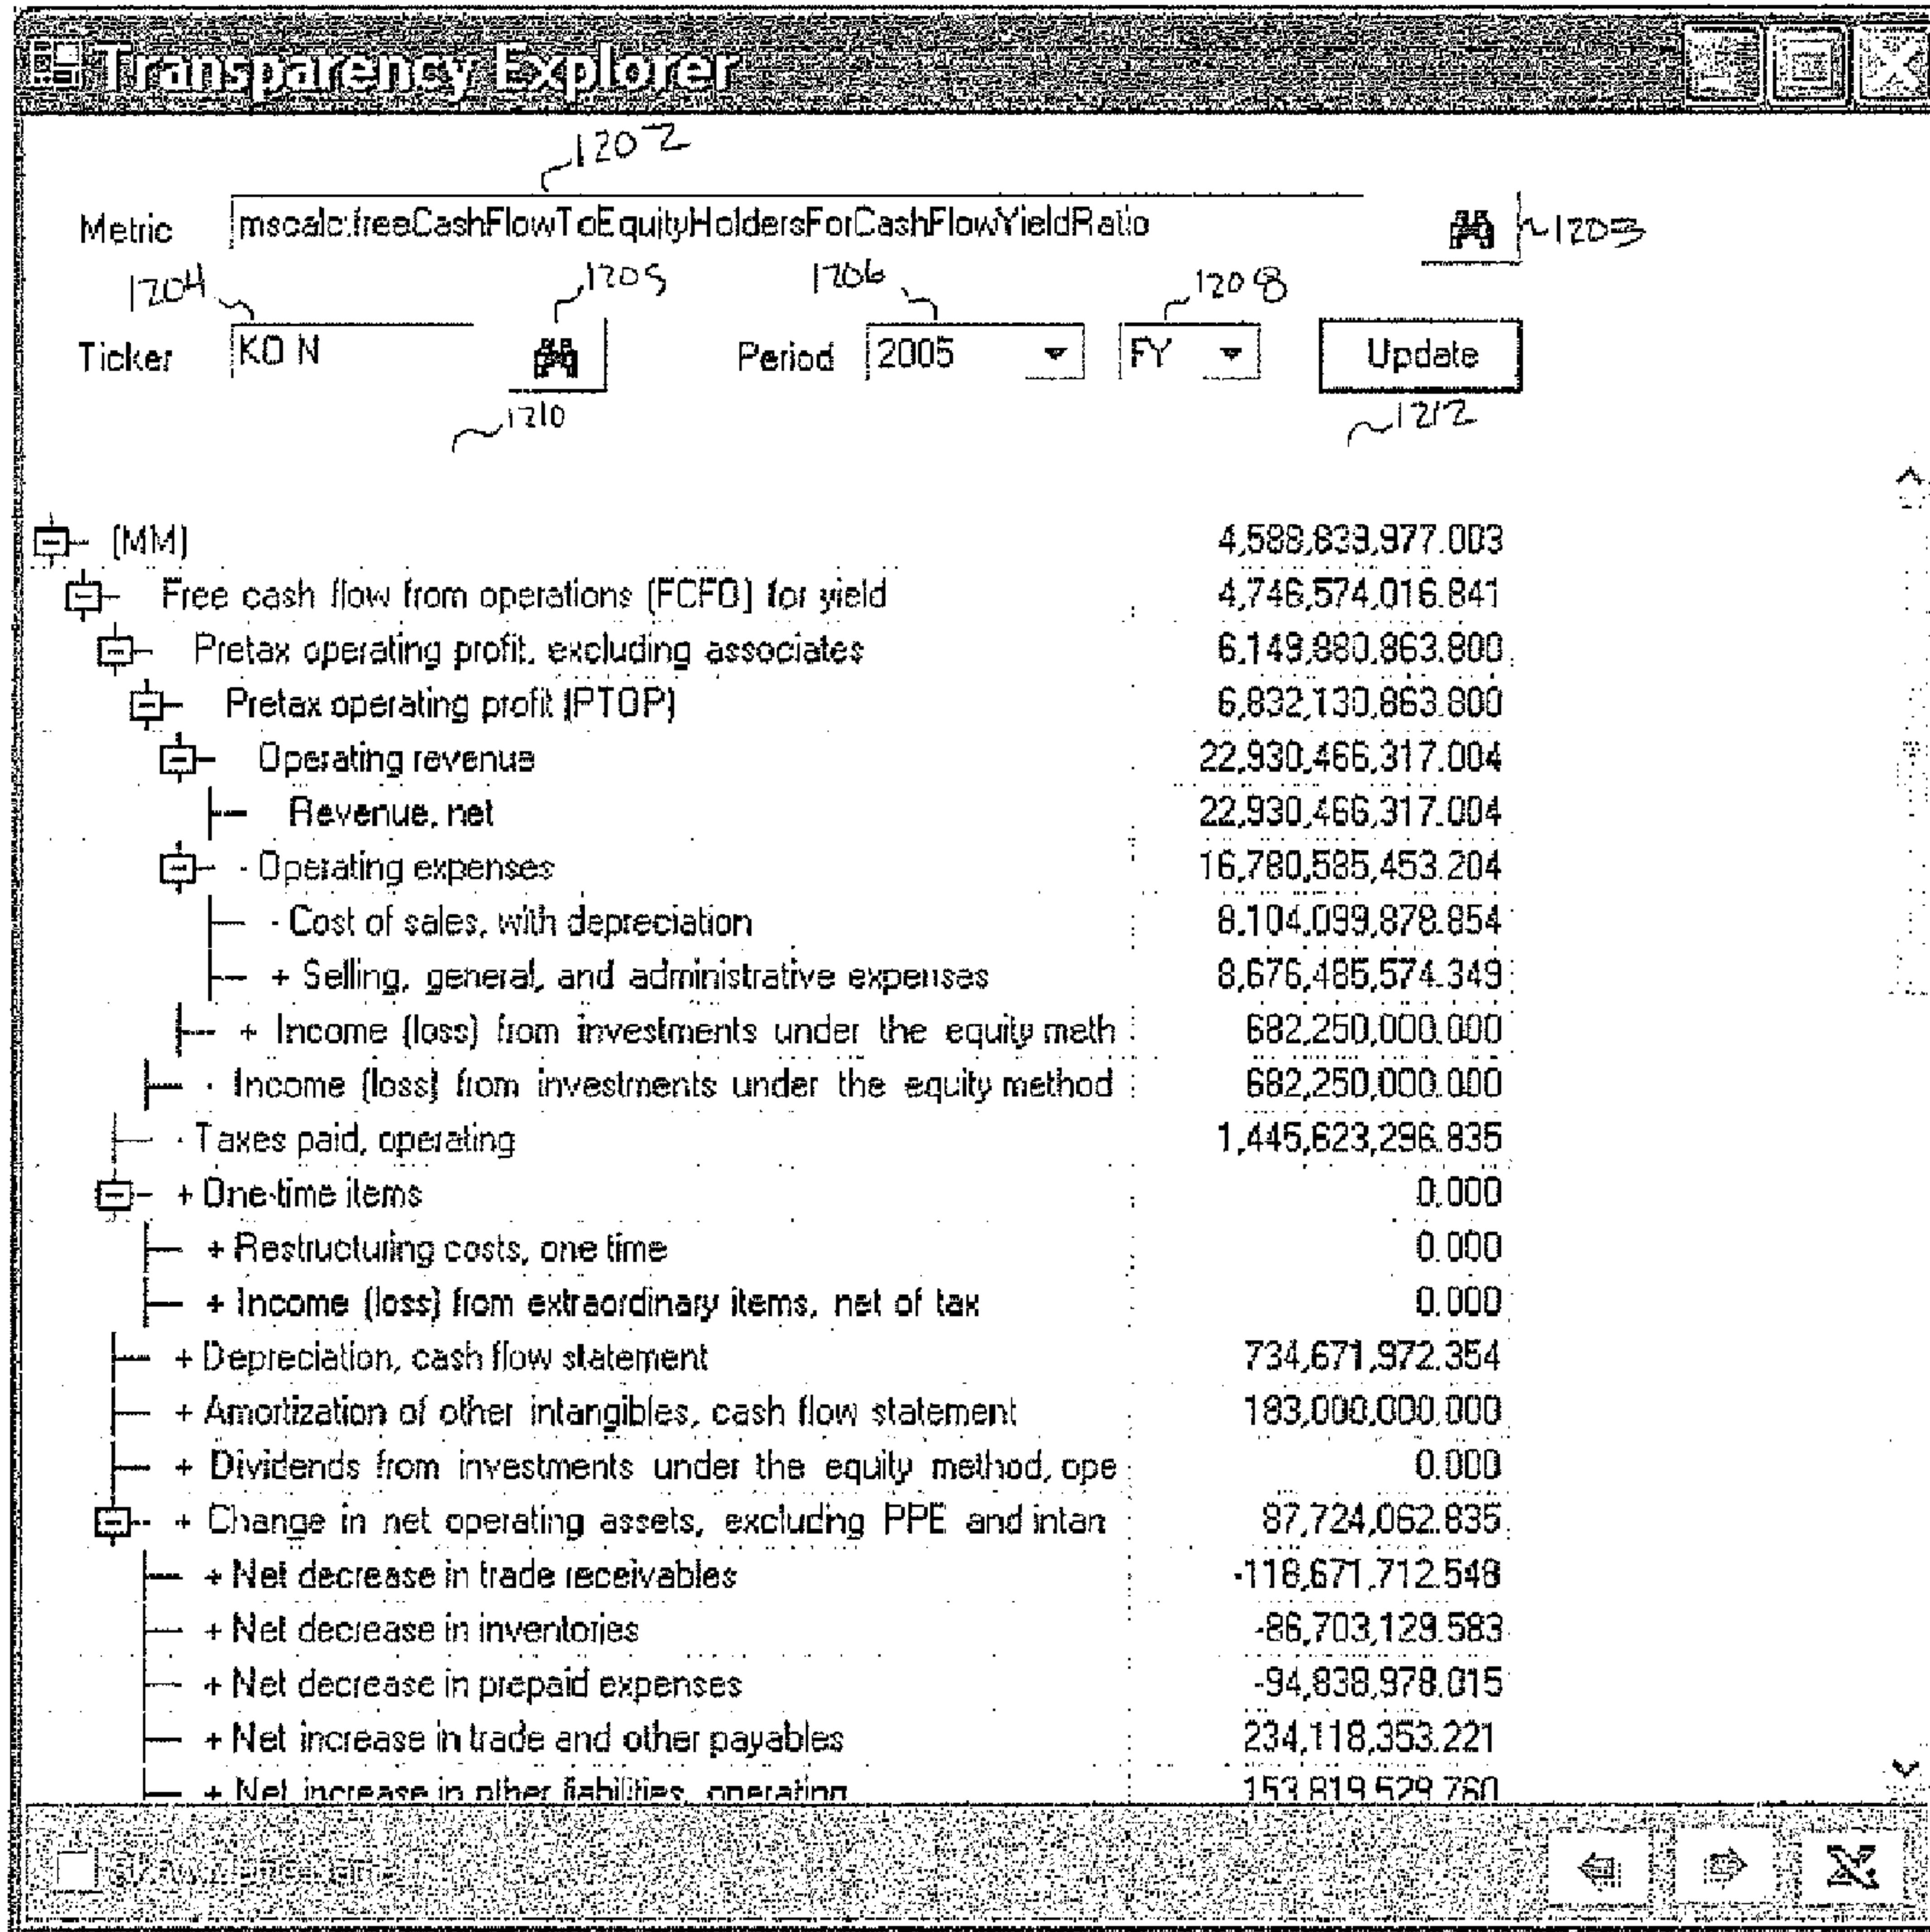 Transparency Explorer
1202
Metric mscalc:freeCashFlowToEquityHoldersForCashFlowYieldRatio 1203
1204 1205 1206 1208
Ticker KO N Period 2005 FY Update
1210 1212
(MM) 4,588,839,977.003
Free cash flow from operations (FCFO) for yield 4,746,574,016.841
Pretax operating profit, excluding associates 6,149,880,863.800
Pretax operating profit (PTOP) 6,832,130,863.800
Operating revenue 22,930,466,317.004
Revenue, net 22,930,466,317.004
- Operating expenses 16,780,585,453.204
- Cost of sales, with depreciation 8,104,099,878.854
+ Selling, general, and administrative expenses 8,676,485,574.349
+ Income (loss) from investments under the equity meth 682,250,000.000
- Income (loss) from investments under the equity method 682,250,000.000
- Taxes paid, operating 1,445,623,296.835
+ One-time items 0.000
+ Restructuring costs, one time 0.000
+ Income (loss) from extraordinary items, net of tax 0.000
+ Depreciation, cash flow statement 734,671,972.354
+ Amortization of other intangibles, cash flow statement 183,000,000.000
+ Dividends from investments under the equity method, ope 0.000
+ Change in net operating assets, excluding PPE and intan 87,724,062.835
+ Net decrease in trade receivables -118,671,712.548
+ Net decrease in inventories -86,703,129.583
+ Net decrease in prepaid expenses -94,838,978.015
+ Net increase in trade and other payables 234,118,353.221
+ Net increase in other liabilities, operating 153,819,529.760